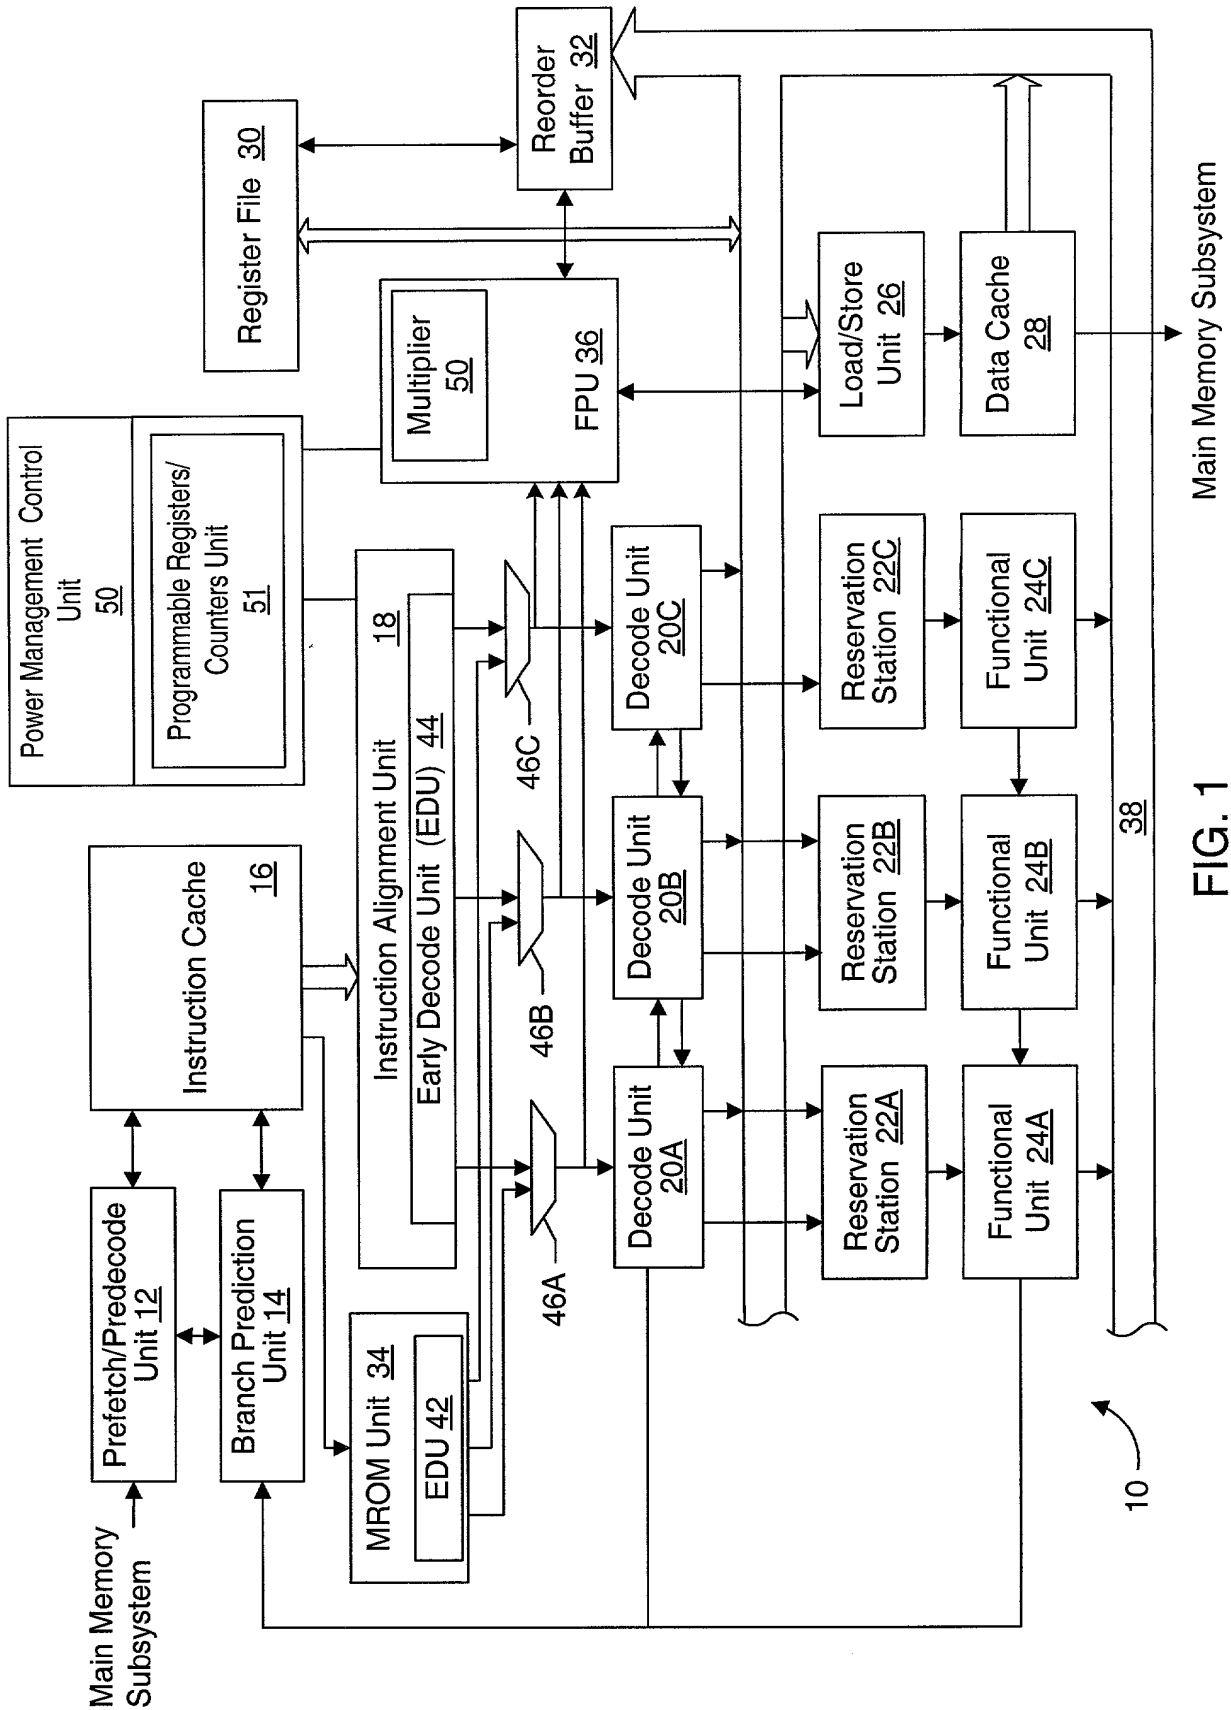 Main Memory
Subsystem
Prefetch/Predecode
Unit 12
Branch Prediction
Unit 14
Instruction Cache
16
Power Management Control
Unit
50
Programmable Registers/
Counters Unit
51
Register File 30
Reorder
Buffer 32
MROM Unit 34
EDU 42
Instruction Alignment Unit
18
Early Decode Unit (EDU) 44
Multiplier
50
FPU 36
46A
46B
46C
Decode Unit
20A
Decode Unit
20B
Decode Unit
20C
Reservation
Station 22A
Reservation
Station 22B
Reservation
Station 22C
Load/Store
Unit 26
Functional
Unit 24A
Functional
Unit 24B
Functional
Unit 24C
Data Cache
28
38
10
Main Memory Subsystem
FIG. 1